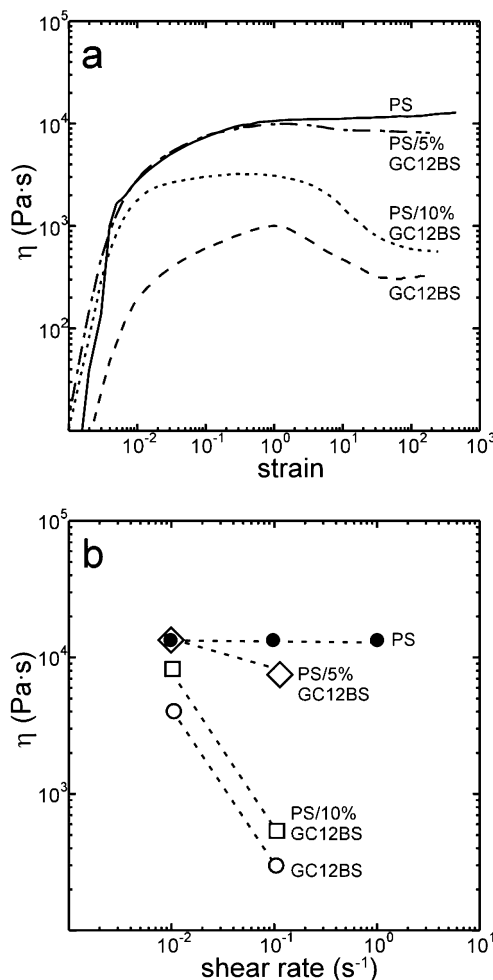 a
η (Pa·s)
10^5
10^4
10^3
10^2
PS
PS/5%
GC12BS
PS/10%
GC12BS
GC12BS
10^-2 10^-1 10^0 10^1 10^2 10^3
strain
b
η (Pa·s)
10^5
10^4
10^3
PS
PS/5%
GC12BS
PS/10%
GC12BS
GC12BS
10^-2 10^-1 10^0 10^1
shear rate (s^-1)